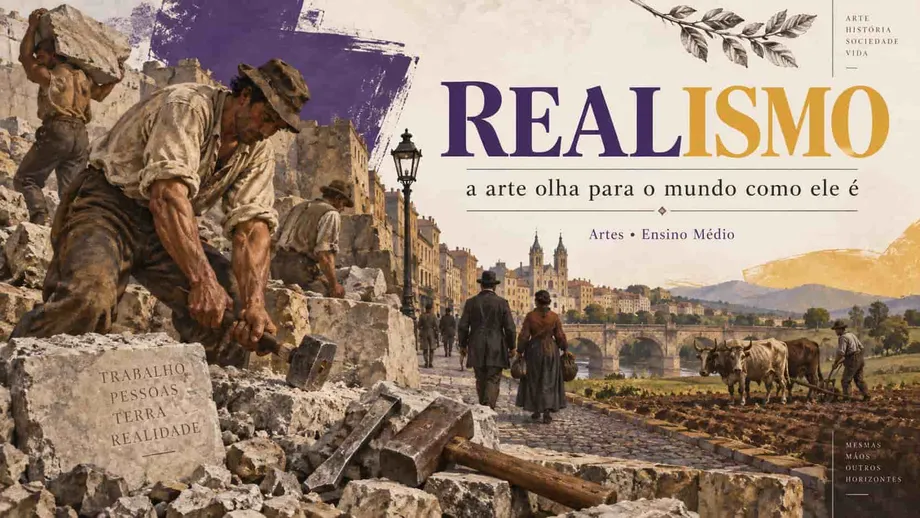 ARTE
HISTÓRIA
SOCIEDADE
VIDA
REALISMO
a arte olha para o mundo como ele é
Artes • Ensino Médio
TRABALHO
PESSOAS
TERRA
REALIDADE
MESMAS
MÃOS
OUTROS
HORIZONTES